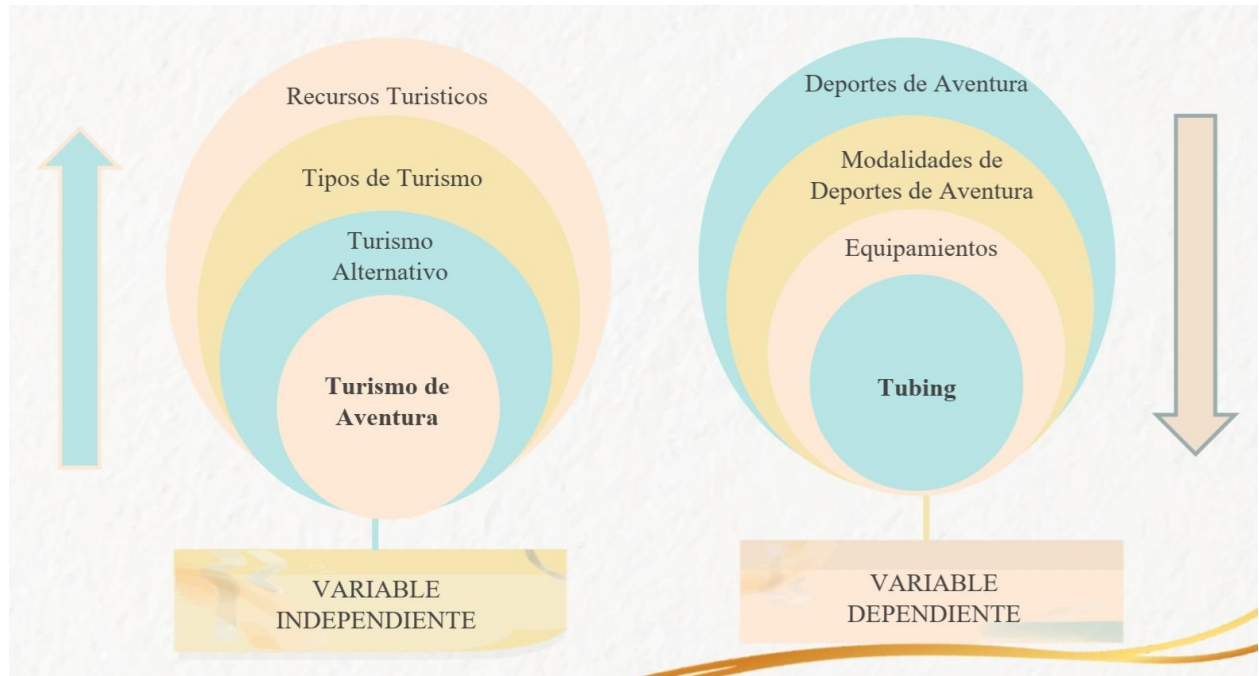 Recursos Turisticos
Tipos de Turismo
Turismo
Alternativo
Turismo de
Aventura
VARIABLE
INDEPENDIENTE
Deportes de Aventura
Modalidades de
Deportes de Aventura
Equipamientos
Tubing
VARIABLE
DEPENDIENTE